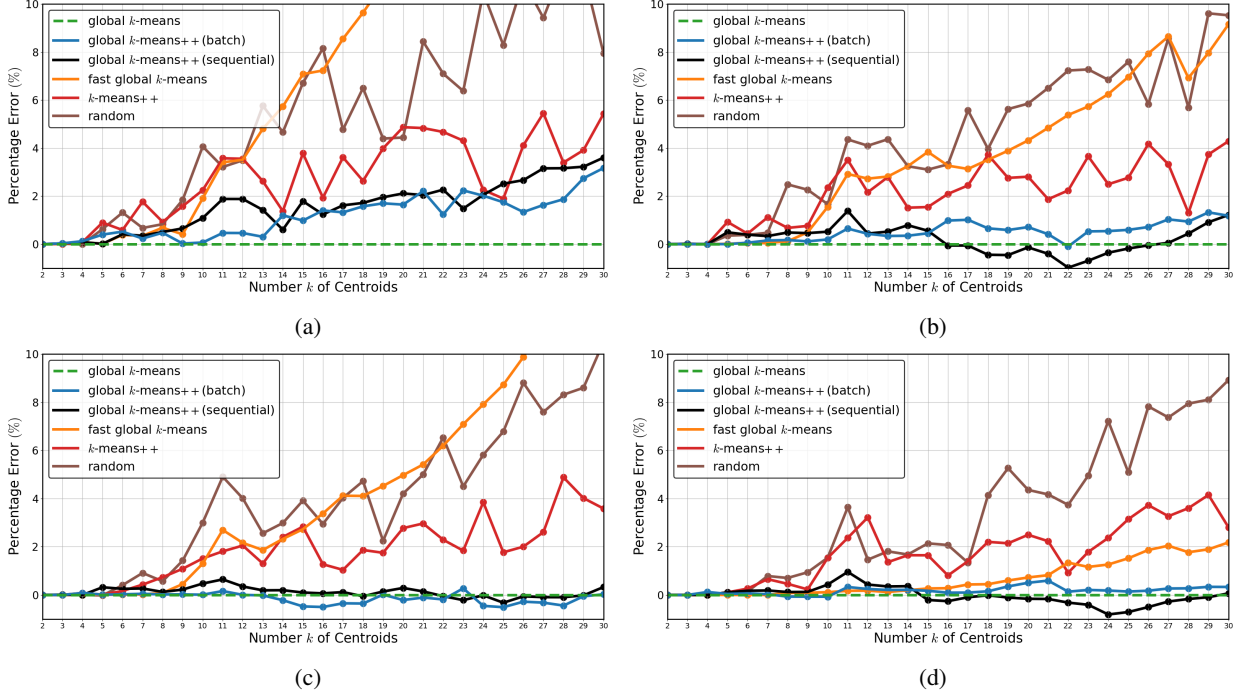 10
8
6
4
2
0
Percentage Error (%)
global k-means
global k-means++ (batch)
global k-means++ (sequential)
fast global k-means
k-means++
random
2 3 4 5 6 7 8 9 10 11 12 13 14 15 16 17 18 19 20 21 22 23 24 25 26 27 28 29 30
Number k of Centroids
(a)
10
8
6
4
2
0
Percentage Error (%)
global k-means
global k-means++ (batch)
global k-means++ (sequential)
fast global k-means
k-means++
random
2 3 4 5 6 7 8 9 10 11 12 13 14 15 16 17 18 19 20 21 22 23 24 25 26 27 28 29 30
Number k of Centroids
(b)
10
8
6
4
2
0
Percentage Error (%)
global k-means
global k-means++ (batch)
global k-means++ (sequential)
fast global k-means
k-means++
random
2 3 4 5 6 7 8 9 10 11 12 13 14 15 16 17 18 19 20 21 22 23 24 25 26 27 28 29 30
Number k of Centroids
(c)
10
8
6
4
2
0
Percentage Error (%)
global k-means
global k-means++ (batch)
global k-means++ (sequential)
fast global k-means
k-means++
random
2 3 4 5 6 7 8 9 10 11 12 13 14 15 16 17 18 19 20 21 22 23 24 25 26 27 28 29 30
Number k of Centroids
(d)